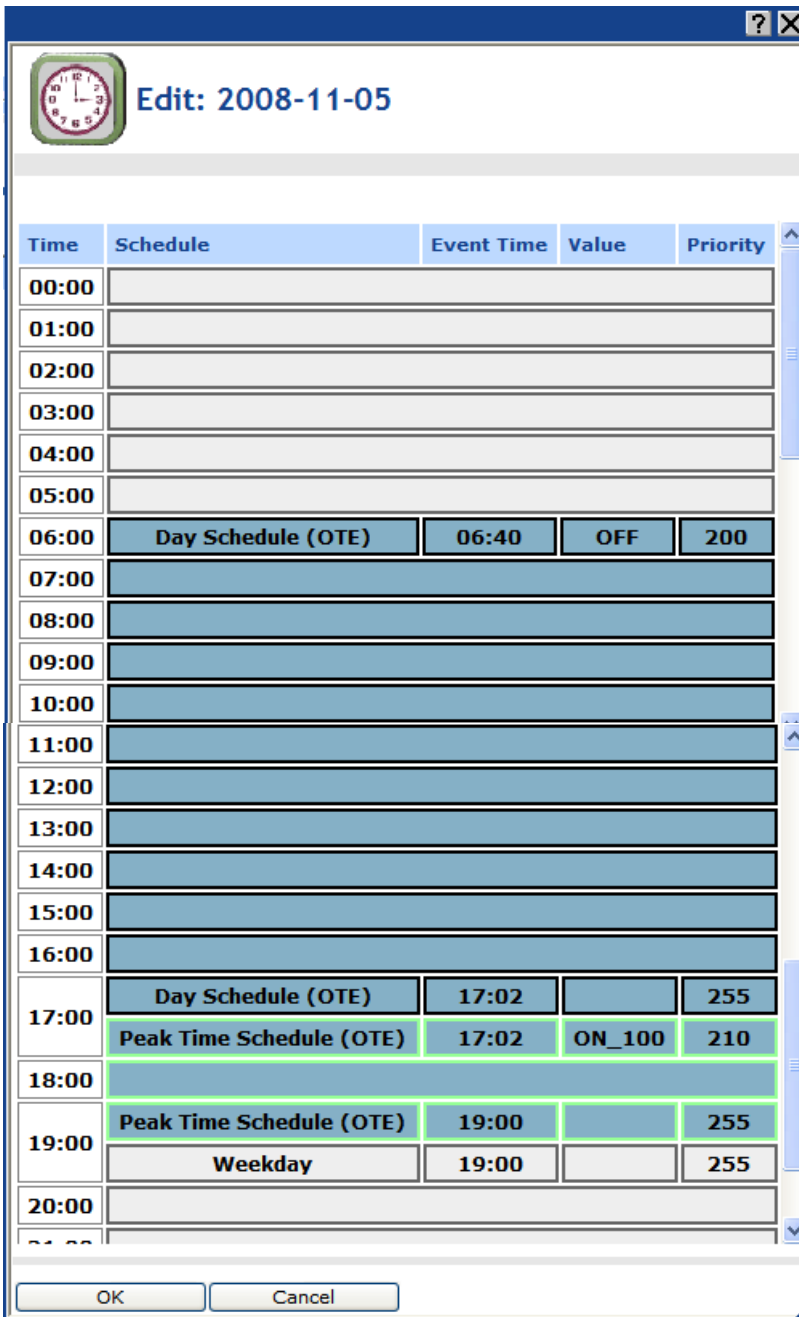 Edit: 2008-11-05
Time Schedule Event Time Value Priority
00:00
01:00
02:00
03:00
04:00
05:00
06:00 Day Schedule (OTE) 06:40 OFF 200
07:00
08:00
09:00
10:00
11:00
12:00
13:00
14:00
15:00
16:00
17:00
Day Schedule (OTE) 17:02 255
Peak Time Schedule (OTE) 17:02 ON_100 210
18:00
19:00
Peak Time Schedule (OTE) 19:00 255
Weekday 19:00 255
20:00
OK Cancel